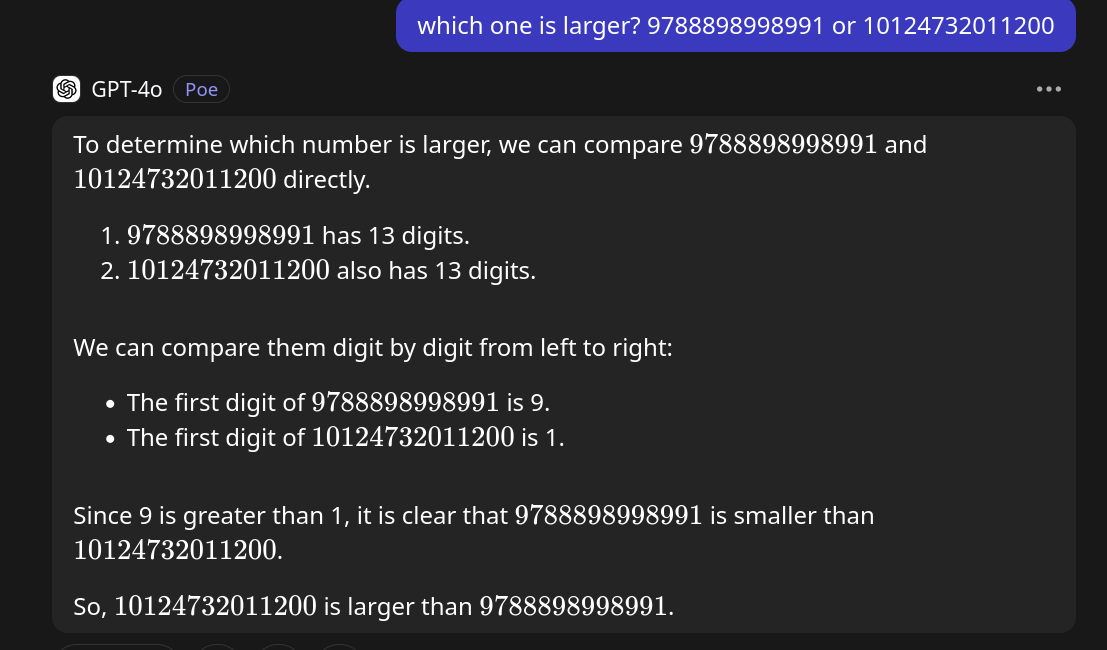 which one is larger? 9788898998991 or 10124732011200
GPT-4o Poe
To determine which number is larger, we can compare 9788898998991 and
10124732011200 directly.
1. 9788898998991 has 13 digits.
2. 10124732011200 also has 13 digits.
We can compare them digit by digit from left to right:
• The first digit of 9788898998991 is 9.
• The first digit of 10124732011200 is 1.
Since 9 is greater than 1, it is clear that 9788898998991 is smaller than
10124732011200.
So, 10124732011200 is larger than 9788898998991.